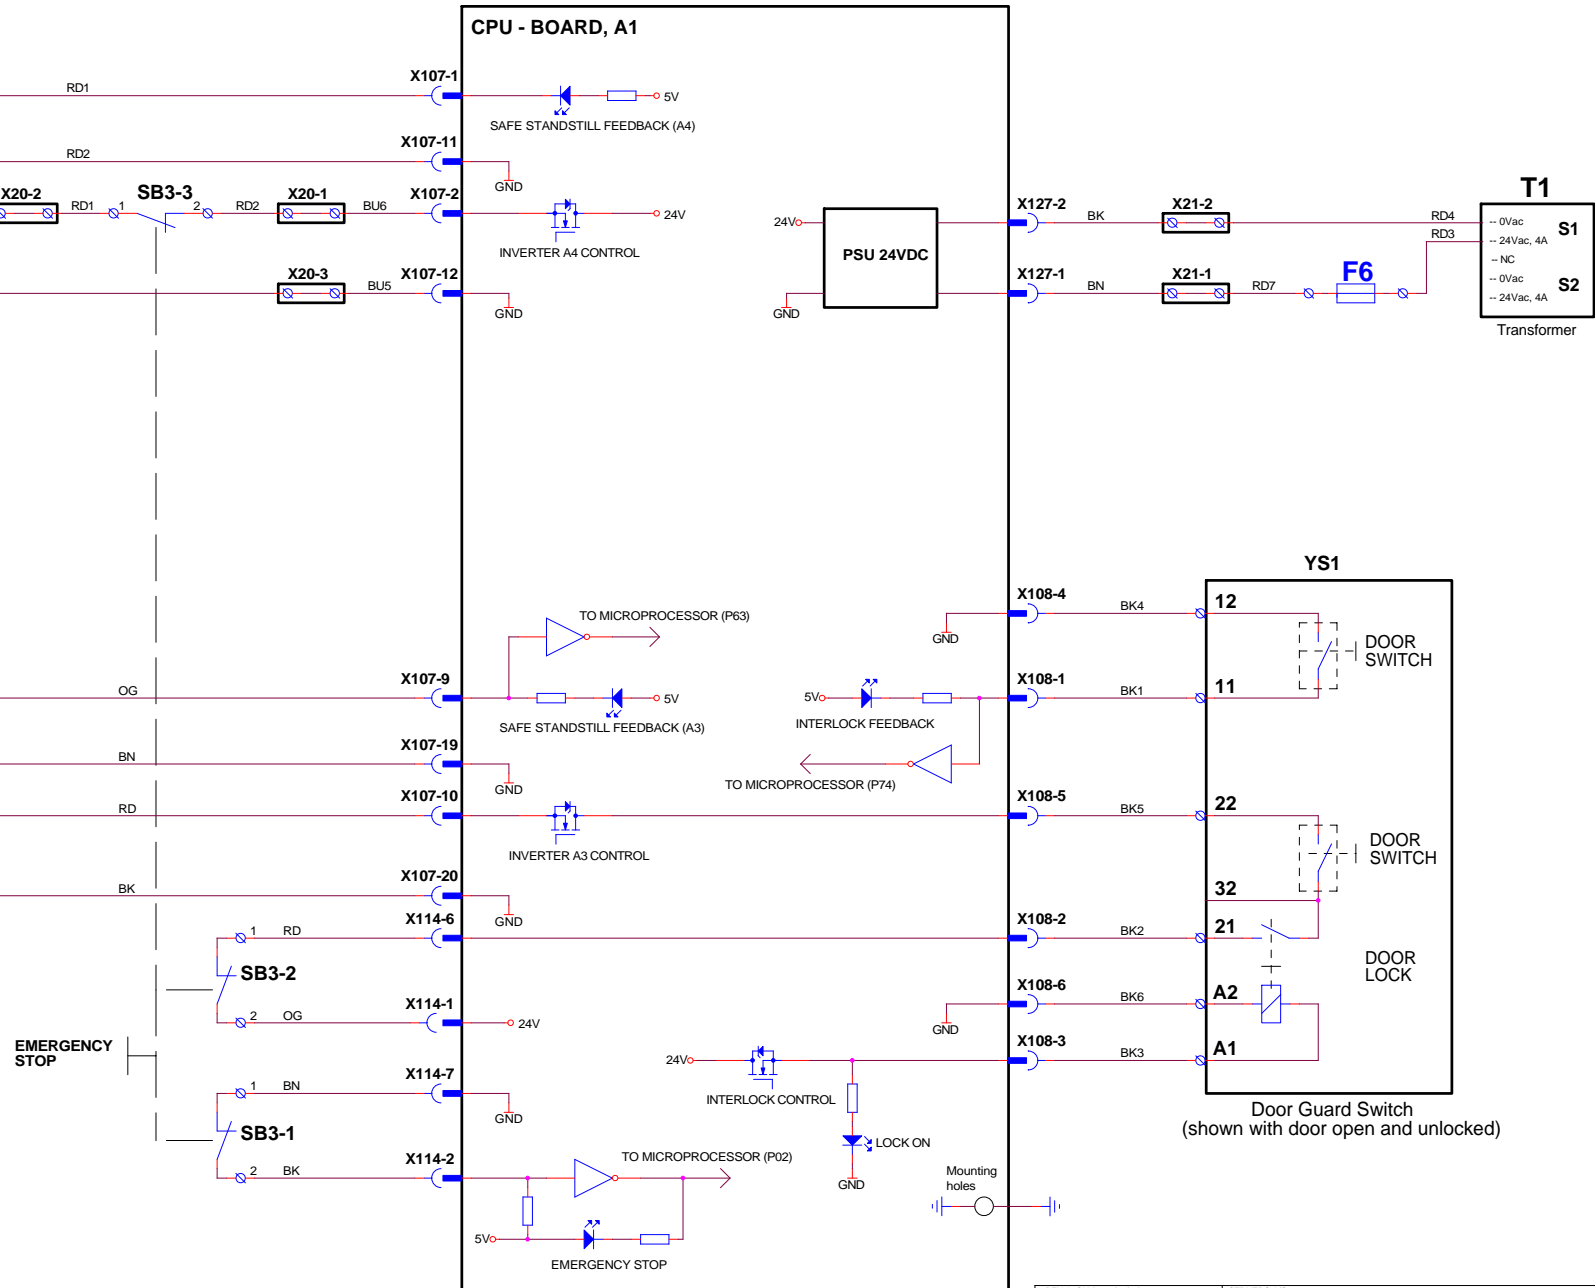 CPU - BOARD, A1
X107-1
RD1
5V
SAFE STANDSTILL FEEDBACK (A4)
X107-11
RD2
GND
X20-2
RD1
1
SB3-3
2
RD2
X20-1
BU6
X107-2
24V
INVERTER A4 CONTROL
X20-3
BU5
X107-12
GND
24V
GND
PSU 24VDC
X127-2
BK
X21-2
RD4
RD3
X127-1
BN
X21-1
RD7
F6
T1
-- 0Vac
S1
-- 24Vac, 4A
-- NC
-- 0Vac
S2
-- 24Vac, 4A
Transformer
YS1
TO MICROPROCESSOR (P63)
X107-9
OG
5V
SAFE STANDSTILL FEEDBACK (A3)
X107-19
BN
GND
X107-10
RD
INVERTER A3 CONTROL
X107-20
BK
GND
X108-4
GND
BK4
12
DOOR
SWITCH
X108-1
5V
BK1
11
INTERLOCK FEEDBACK
TO MICROPROCESSOR (P74)
X108-5
BK5
22
DOOR
SWITCH
32
X114-6
1
RD
SB3-2
X108-2
BK2
21
DOOR
LOCK
X114-1
2
OG
24V
X108-6
GND
BK6
A2
X108-3
24V
BK3
A1
INTERLOCK CONTROL
LOCK ON
GND
Door Guard Switch
(shown with door open and unlocked)
EMERGENCY
STOP
X114-7
1
BN
GND
SB3-1
X114-2
2
BK
TO MICROPROCESSOR (P02)
5V
EMERGENCY STOP
Mounting
holes